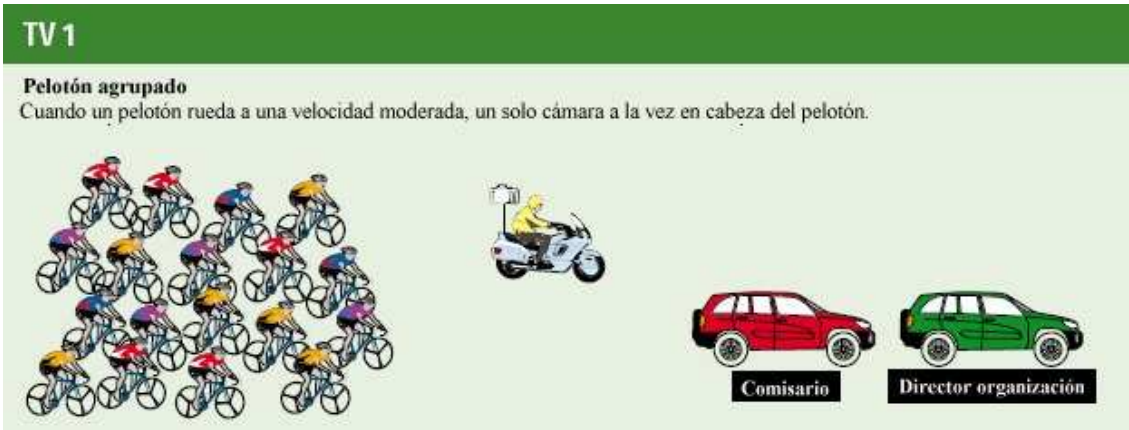 TV 1
Pelotón agrupado
Cuando un pelotón rueda a una velocidad moderada, un solo cámara a la vez en cabeza del pelotón.
Comisario
Director organización